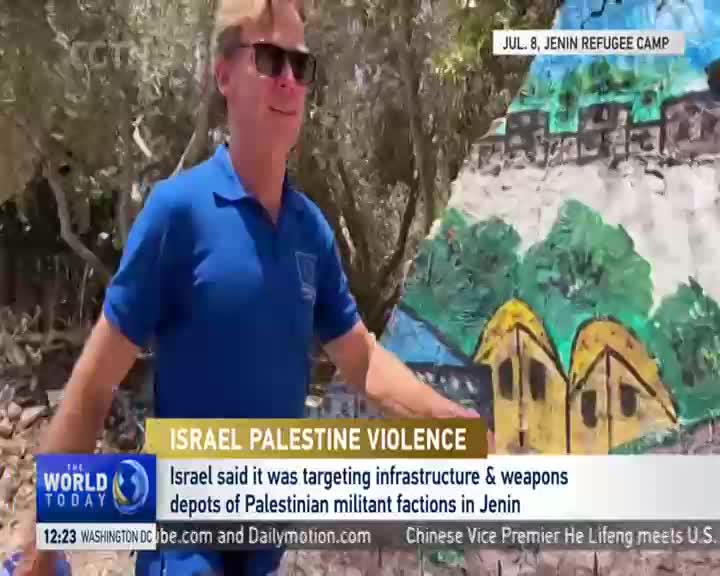 CGTN
JUL. 8, JENIN REFUGEE CAMP
ISRAEL PALESTINE VIOLENCE
Israel said it was targeting infrastructure & weapons
depots of Palestinian militant factions in Jenin
THE
WORLD
TODAY
12:23 WASHINGTON DC
ube.com and Dailymotion.com
Chinese Vice Premier He Lifeng meets U.S.